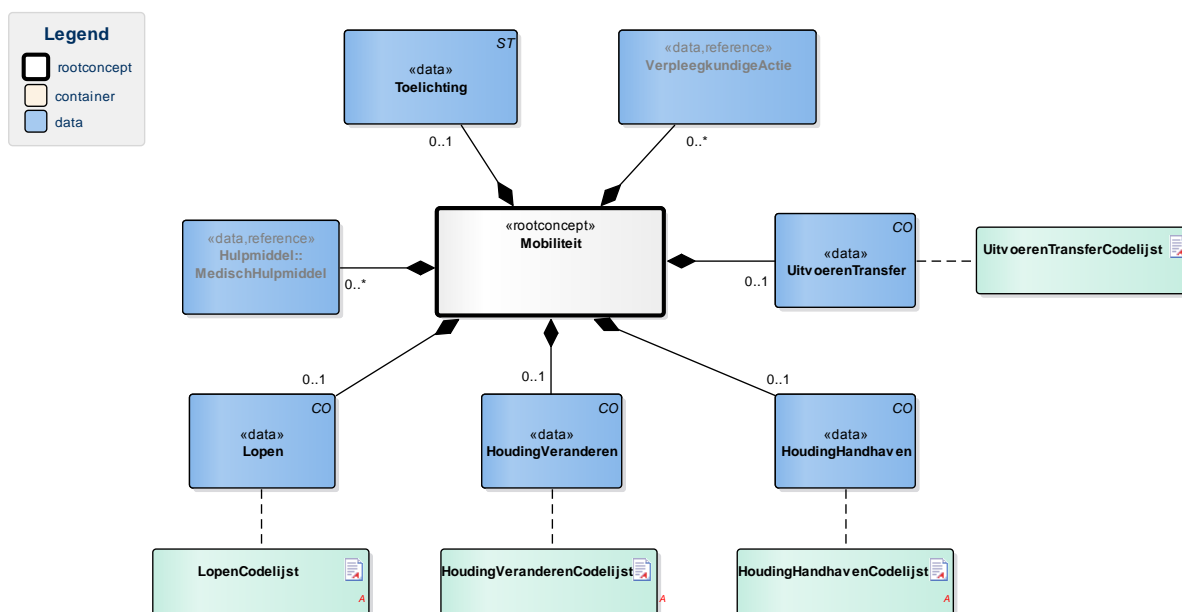 Legend
rootconcept
container
data
ST
«data»
Toelichting
«data,reference»
VerpleegkundigeActie
0..1
0..*
«rootconcept»
Mobiliteit
«data,reference»
Hulpmiddel::
MedischHulpmiddel
0..*
CO
«data»
UitvoerenTransfer
0..1
UitvoerenTransferCodelijst
0..1
0..1
0..1
CO
«data»
Lopen
CO
«data»
HoudingVeranderen
CO
«data»
HoudingHandhaven
LopenCodelijst
A
HoudingVeranderenCodelijst
A
HoudingHandhavenCodelijst
A